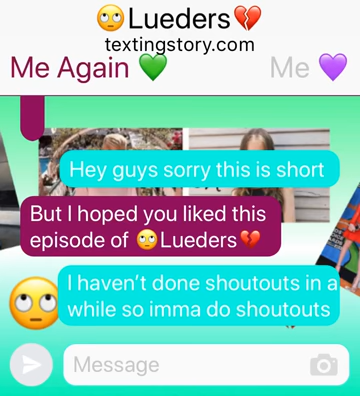 🙄Lueders💔
textingstory.com
Me Again 💚 Me 💜
Hey guys sorry this is short
But I hoped you liked this
episode of 🙄Lueders💔
I haven't done shoutouts in a
while so imma do shoutouts
Message